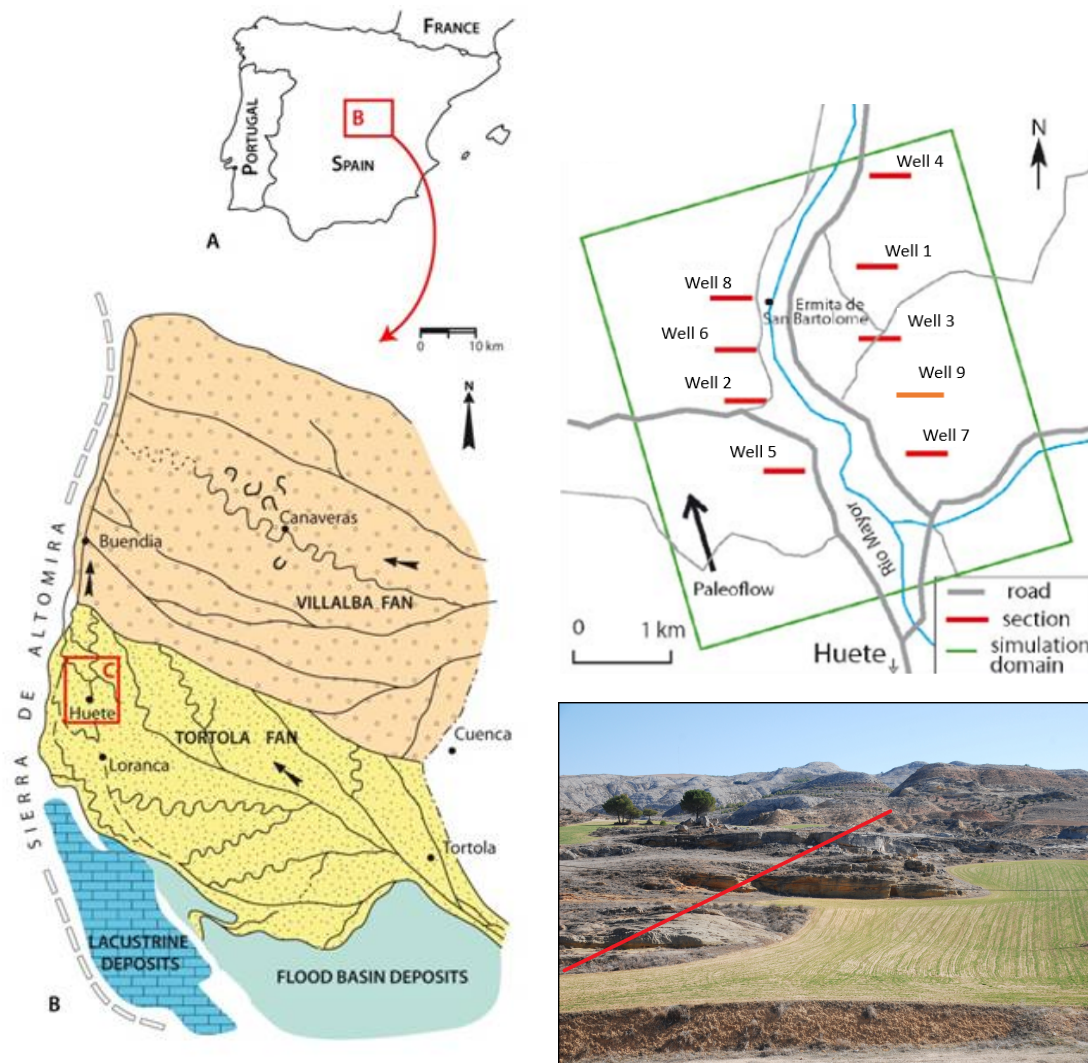 FRANCE
PORTUGAL
B
SPAIN
A
0 10 km
N
Canaveras
Buendia
VILLALBA FAN
SIERRA DE ALTOMIRA
C
Huete
TORTOLA FAN
Cuenca
Loranca
Tortola
LACUSTRINE
DEPOSITS
FLOOD BASIN DEPOSITS
B
N
Well 4
Well 1
Well 8
Ermita de
San Bartolome
Well 3
Well 6
Well 9
Well 2
Well 7
Well 5
Rio Mayor
Paleoflow
0 1 km
Huete
road
section
simulation
domain